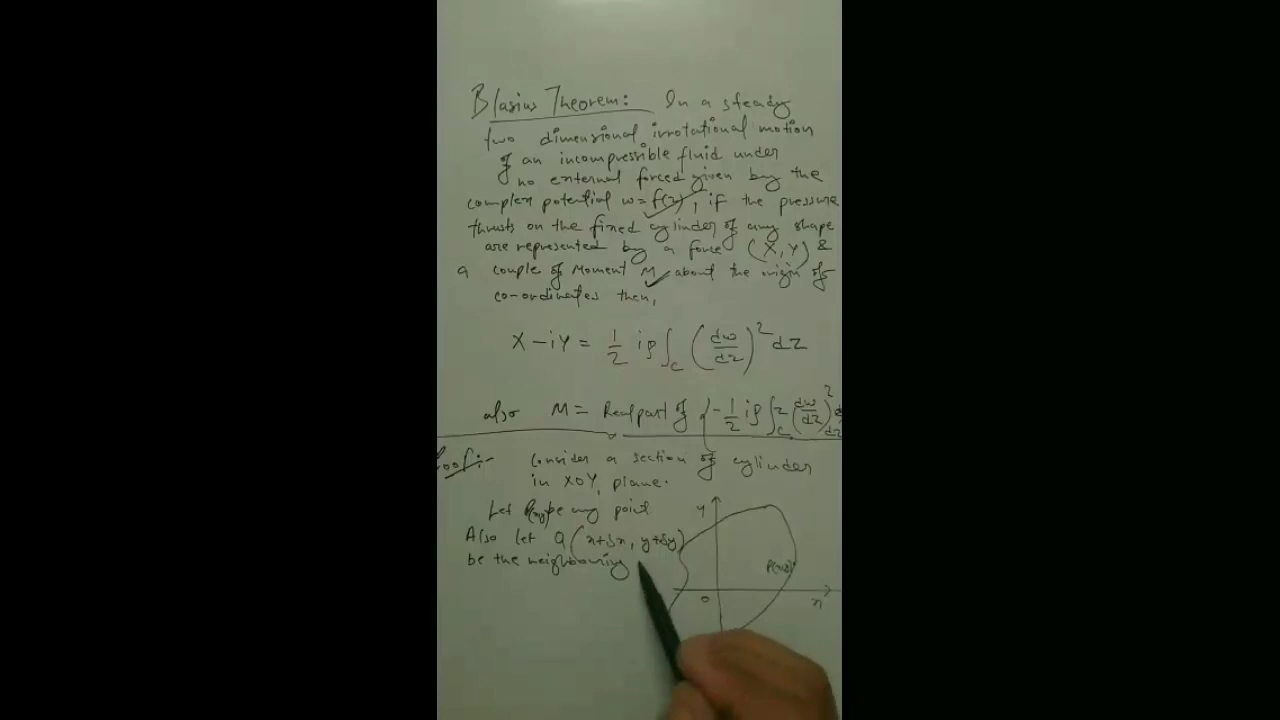 Blasius Theorem: In a steady
two dimensional irrotational motion
of an incompressible fluid under
no external forced given by the
complex potential w = f(z), if the pressure
thrusts on the fixed cylinder of any shape
are represented by a force (X, Y) &
a couple of Moment M about the origin of
co-ordinates then,
X - iY = 1/2 iρ ∫_C (dw/dz)^2 dz
also M = Real part of { -1/2 iρ ∫_C z (dw/dz)^2 dz
Proof:- Consider a section of cylinder
in XOY, plane.
Let P(x,y) be any point
Also let Q (x+δx, y+δy)
be the neighbouring
y
P(x,y)
O
x